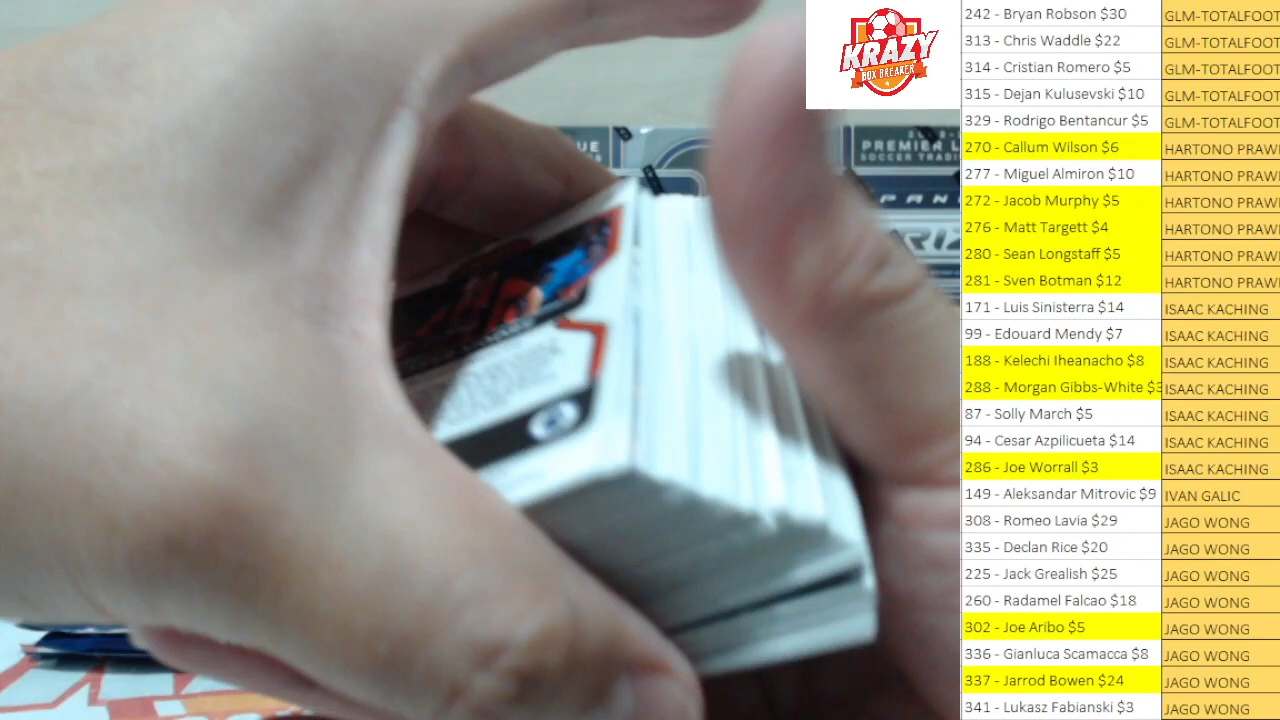 KRAZY
BOX BREAKER
PREMIER
PANI
242 - Bryan Robson $30 GLM-TOTALFOOT
313 - Chris Waddle $22 GLM-TOTALFOOT
314 - Cristian Romero $5 GLM-TOTALFOOT
315 - Dejan Kulusevski $10 GLM-TOTALFOOT
329 - Rodrigo Bentancur $5 GLM-TOTALFOOT
270 - Callum Wilson $6 HARTONO PRAWI
277 - Miguel Almiron $10 HARTONO PRAWI
272 - Jacob Murphy $5 HARTONO PRAWI
276 - Matt Targett $4 HARTONO PRAWI
280 - Sean Longstaff $5 HARTONO PRAWI
281 - Sven Botman $12 HARTONO PRAWI
171 - Luis Sinisterra $14 ISAAC KACHING
99 - Edouard Mendy $7 ISAAC KACHING
188 - Kelechi Iheanacho $8 ISAAC KACHING
288 - Morgan Gibbs-White $3 ISAAC KACHING
87 - Solly March $5 ISAAC KACHING
94 - Cesar Azpilicueta $14 ISAAC KACHING
286 - Joe Worrall $3 ISAAC KACHING
149 - Aleksandar Mitrovic $9 IVAN GALIC
308 - Romeo Lavia $29 JAGO WONG
335 - Declan Rice $20 JAGO WONG
225 - Jack Grealish $25 JAGO WONG
260 - Radamel Falcao $18 JAGO WONG
302 - Joe Aribo $5 JAGO WONG
336 - Gianluca Scamacca $8 JAGO WONG
337 - Jarrod Bowen $24 JAGO WONG
341 - Lukasz Fabianski $3 JAGO WONG